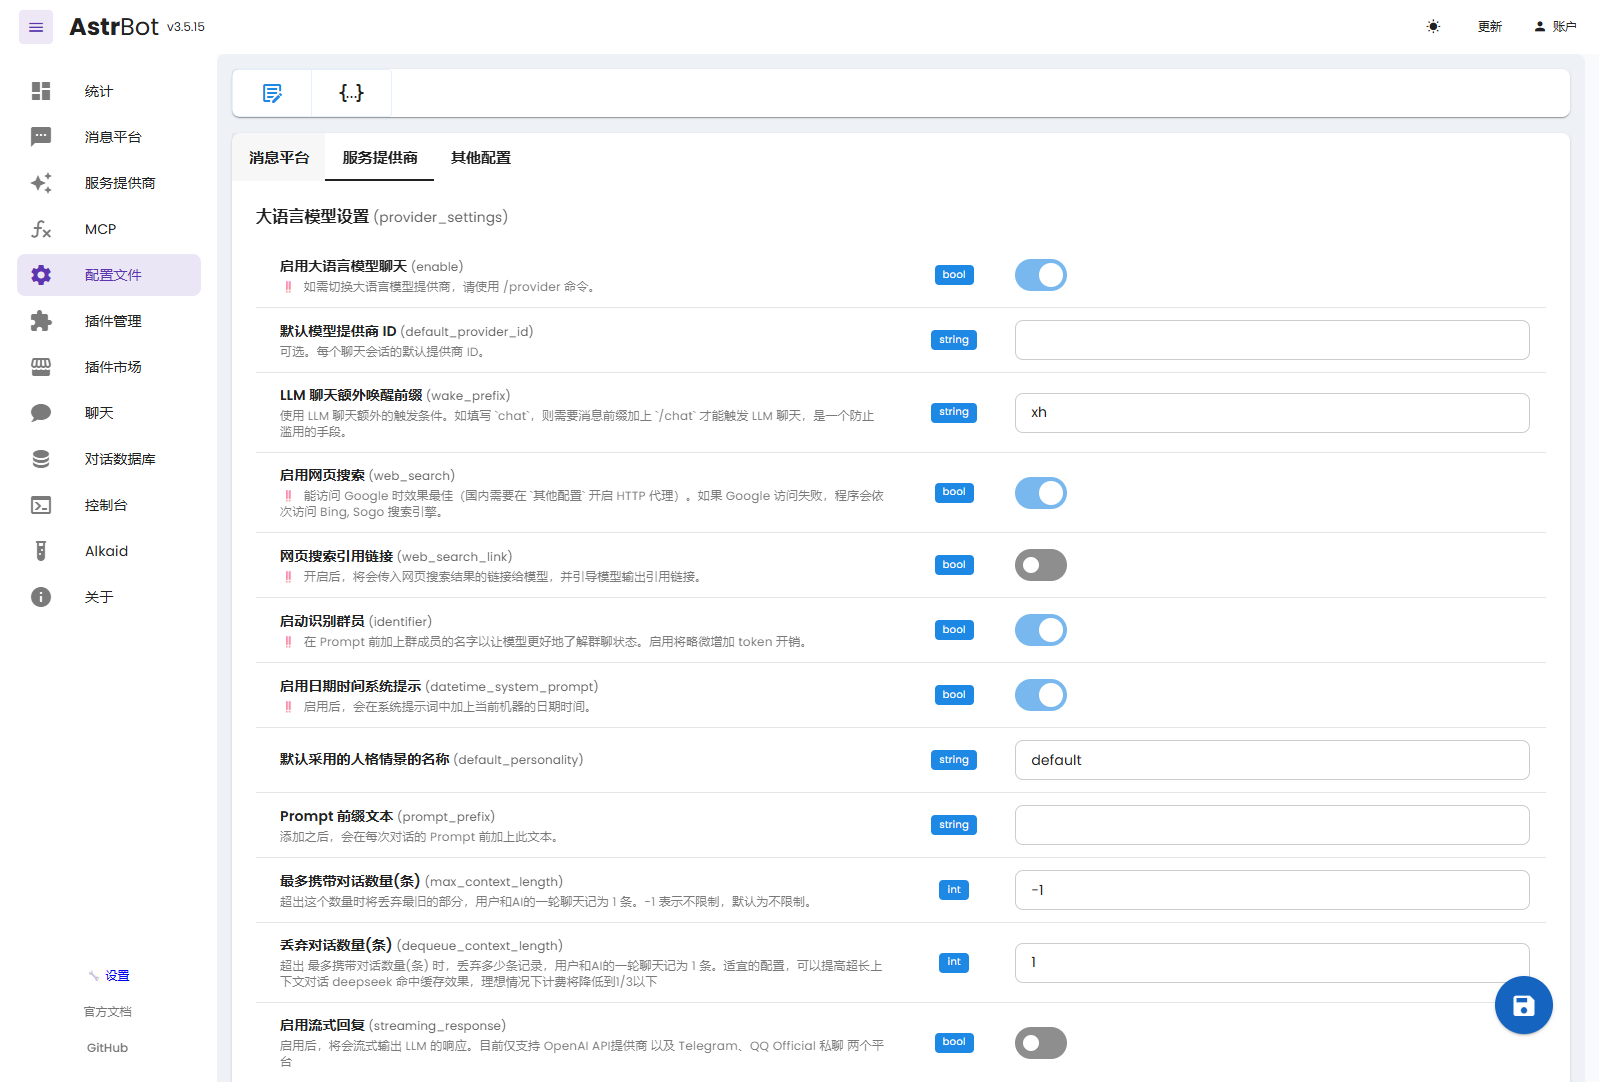 AstrBot v3.5.15
更新
账户
统计
消息平台
服务提供商
MCP
配置文件
插件管理
插件市场
聊天
对话数据库
控制台
Alkaid
关于
设置
官方文档
GitHub
{...}
消息平台
服务提供商
其他配置
大语言模型设置 (provider_settings)
启用大语言模型聊天 (enable)
‼ 如需切换大语言模型提供商，请使用 /provider 命令。
bool
默认模型提供商 ID (default_provider_id)
可选。每个聊天会话的默认提供商 ID。
string
LLM 聊天额外唤醒前缀 (wake_prefix)
使用 LLM 聊天额外的触发条件。如填写 `chat`，则需要消息前缀加上 `/chat` 才能触发 LLM 聊天，是一个防止
滥用的手段。
string
xh
启用网页搜索 (web_search)
‼ 能访问 Google 时效果最佳（国内需要在 `其他配置` 开启 HTTP 代理）。如果 Google 访问失败，程序会依
次访问 Bing, Sogo 搜索引擎。
bool
网页搜索引用链接 (web_search_link)
‼ 开启后，将会传入网页搜索结果的链接给模型，并引导模型输出引用链接。
bool
启动识别群员 (identifier)
‼ 在 Prompt 前加上群成员的名字以让模型更好地了解群聊状态。启用将略微增加 token 开销。
bool
启用日期时间系统提示 (datetime_system_prompt)
‼ 启用后，会在系统提示词中加上当前机器的日期时间。
bool
默认采用的人格情景的名称 (default_personality)
string
default
Prompt 前缀文本 (prompt_prefix)
添加之后，会在每次对话的 Prompt 前加上此文本。
string
最多携带对话数量(条) (max_context_length)
超出这个数量时将丢弃最旧的部分，用户和AI的一轮聊天记为 1 条。-1 表示不限制，默认为不限制。
int
-1
丢弃对话数量(条) (dequeue_context_length)
超出 最多携带对话数量(条) 时，丢弃多少条记录，用户和AI的一轮聊天记为 1 条。适宜的配置，可以提高超长上
下文对话 deepseek 命中缓存效果，理想情况下计费将降低到1/3以下
int
1
启用流式回复 (streaming_response)
启用后，将会流式输出 LLM 的响应。目前仅支持 OpenAI API提供商 以及 Telegram、QQ Official 私聊 两个平
台
bool